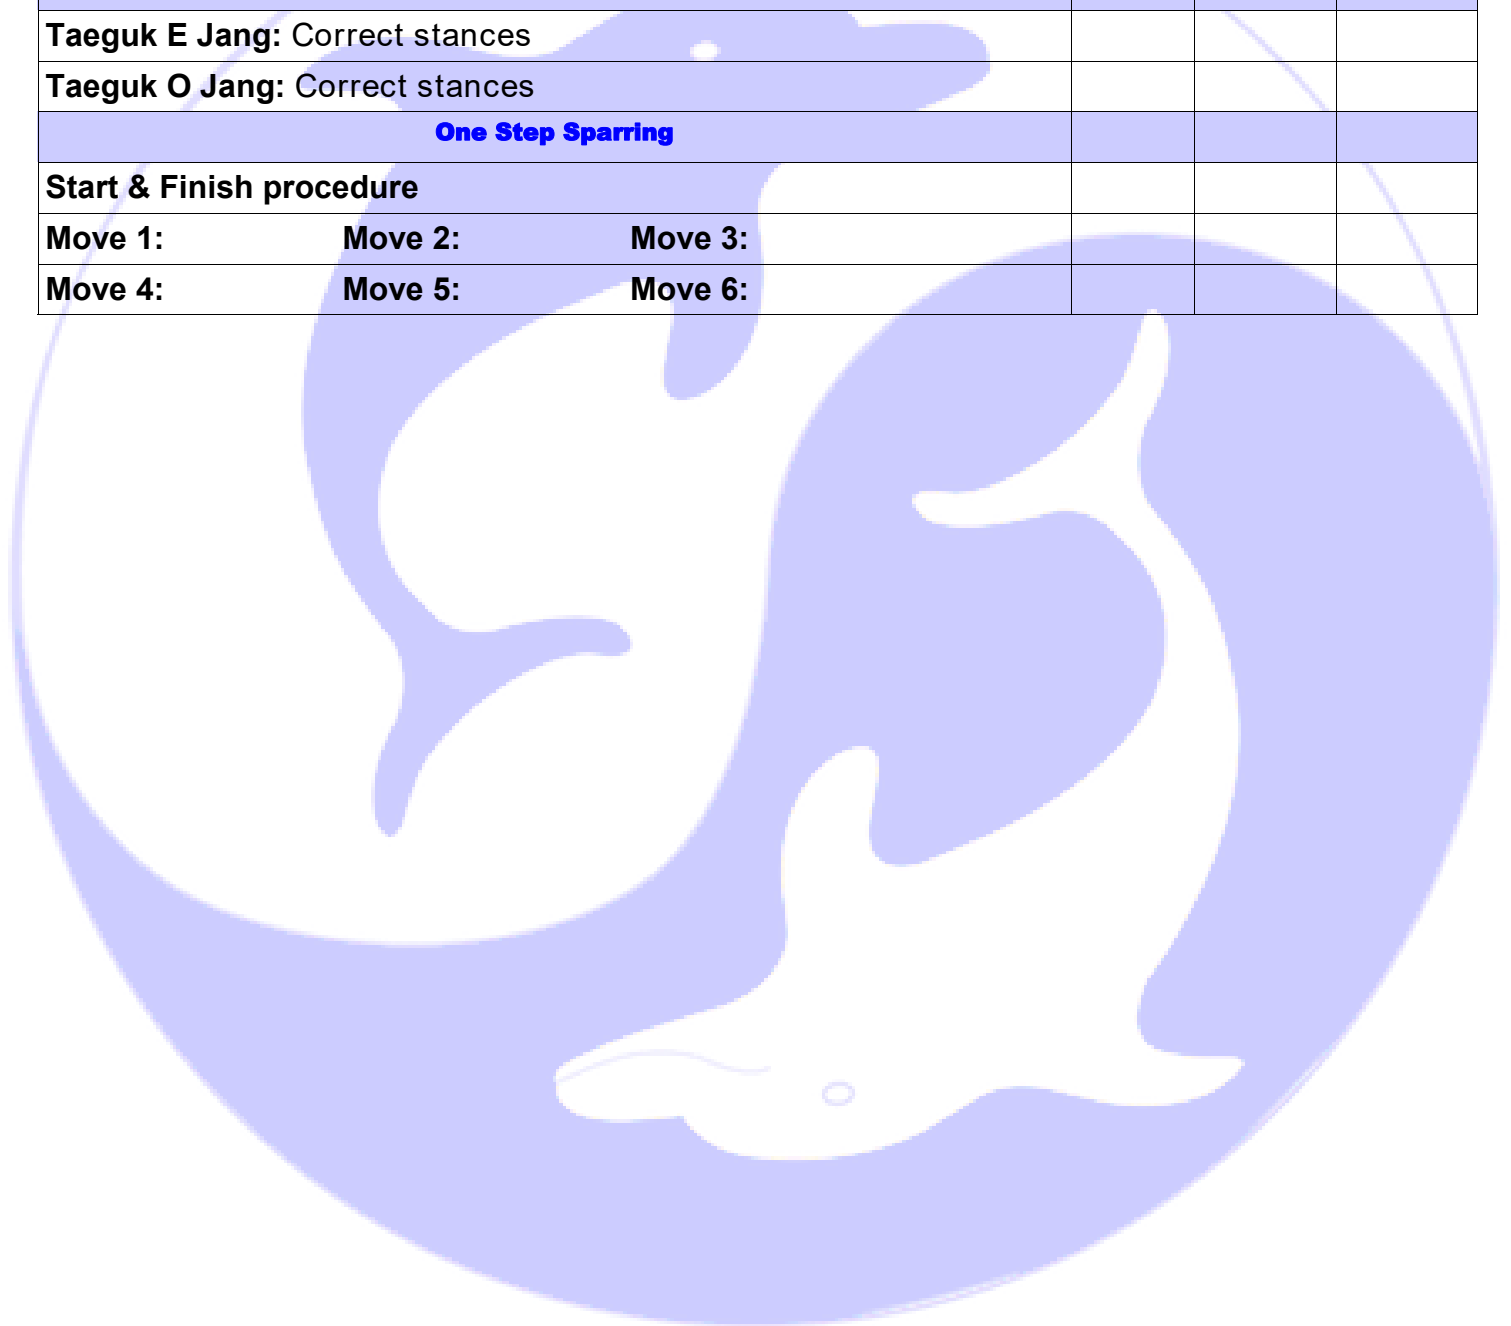 Taeguk E Jang: Correct stances
Taeguk O Jang: Correct stances
One Step Sparring
Start & Finish procedure
Move 1: Move 2: Move 3:
Move 4: Move 5: Move 6: